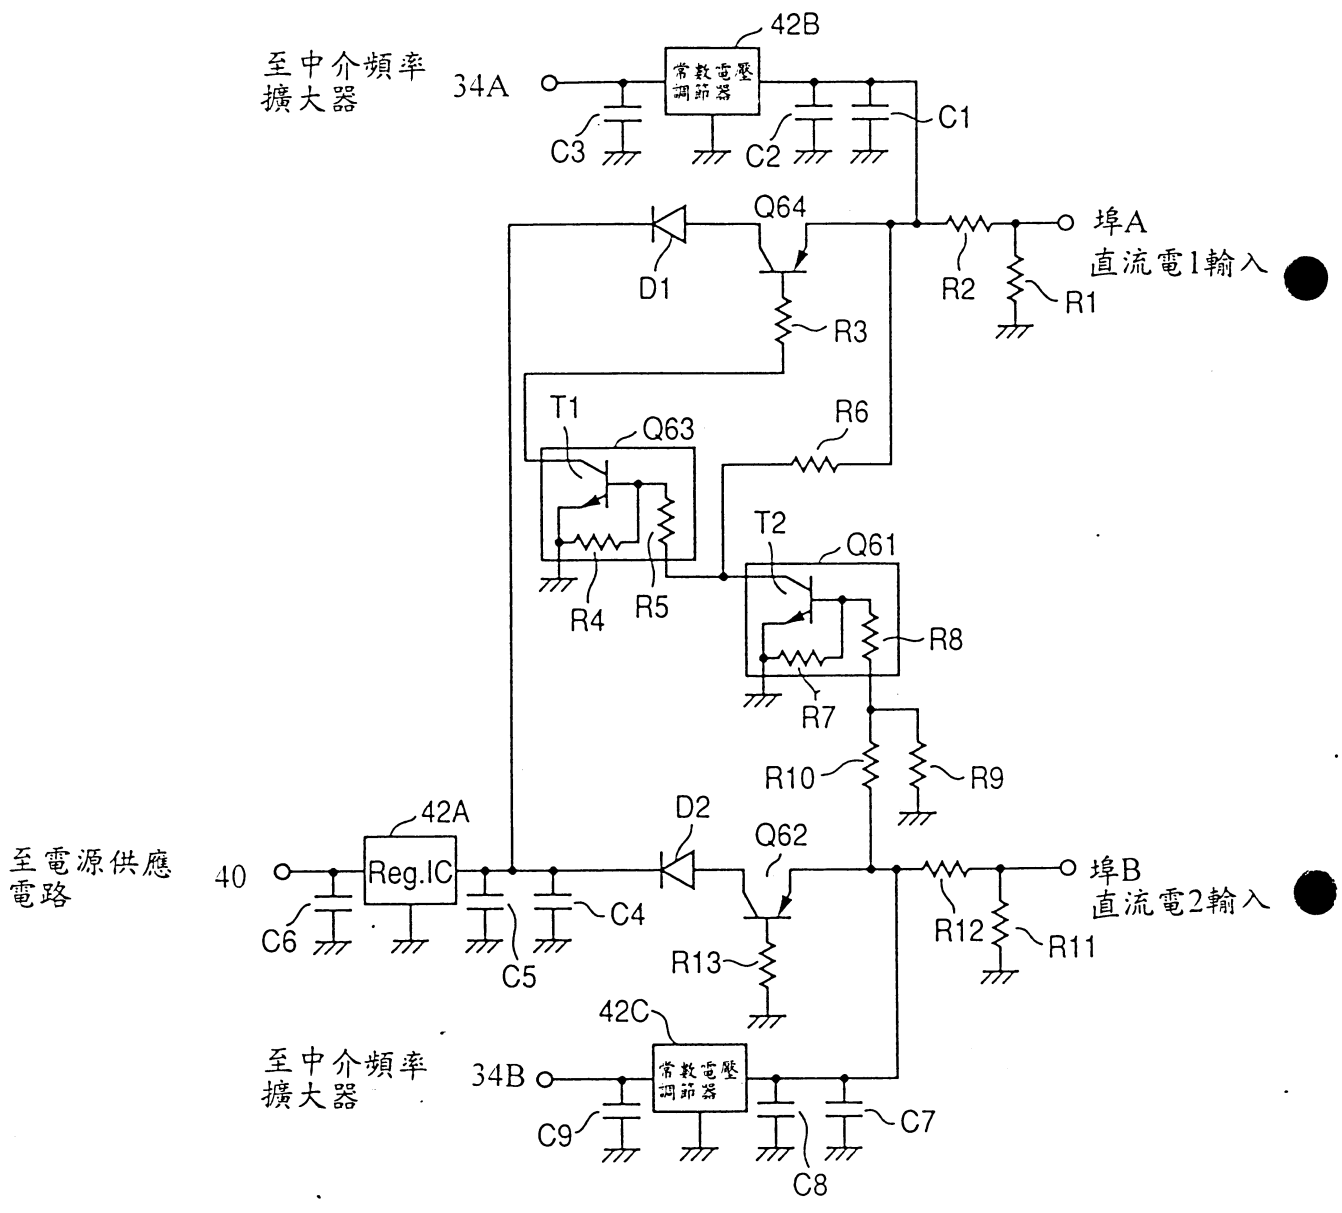 42B
至中介頻率
擴大器
34A
常數電壓
調節器
C3
C2
C1
Q64
埠A
直流電1輸入
D1
R2
R1
R3
T1
Q63
R6
T2
Q61
R4
R5
R8
R7
R10
R9
42A
D2
Q62
至電源供應
電路
40
Reg.IC
埠B
直流電2輸入
C6
C5
C4
R12
R11
R13
42C
至中介頻率
擴大器
34B
常數電壓
調節器
C9
C8
C7